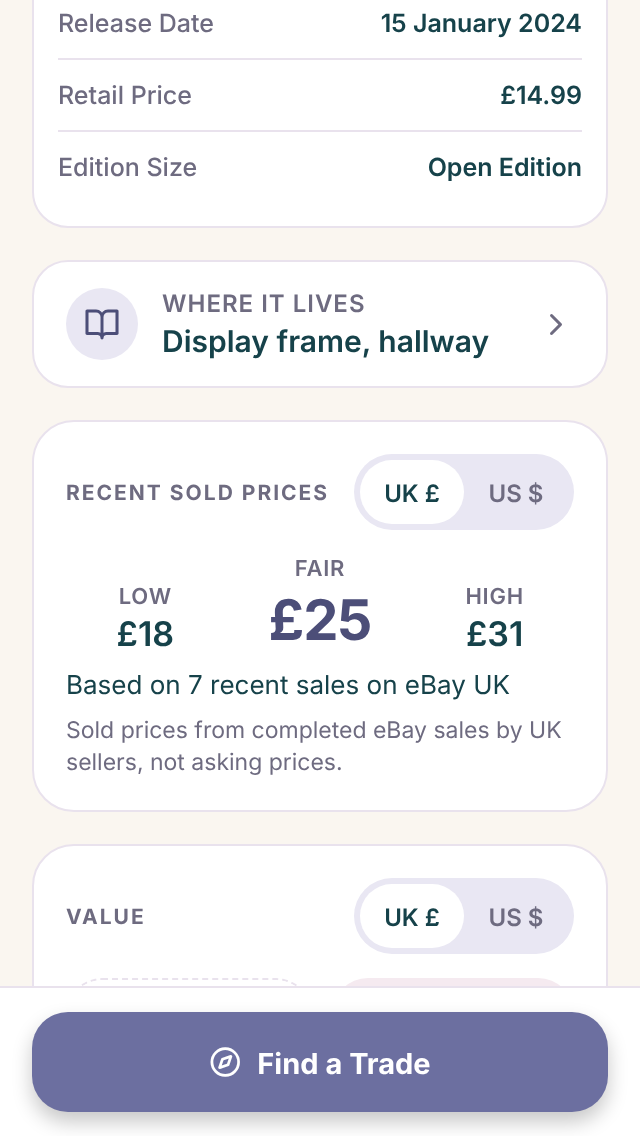 Release Date 15 January 2024
Retail Price £14.99
Edition Size Open Edition
WHERE IT LIVES
Display frame, hallway
RECENT SOLD PRICES UK £ US $
LOW FAIR HIGH
£18 £25 £31
Based on 7 recent sales on eBay UK
Sold prices from completed eBay sales by UK
sellers, not asking prices.
VALUE UK £ US $
Find a Trade